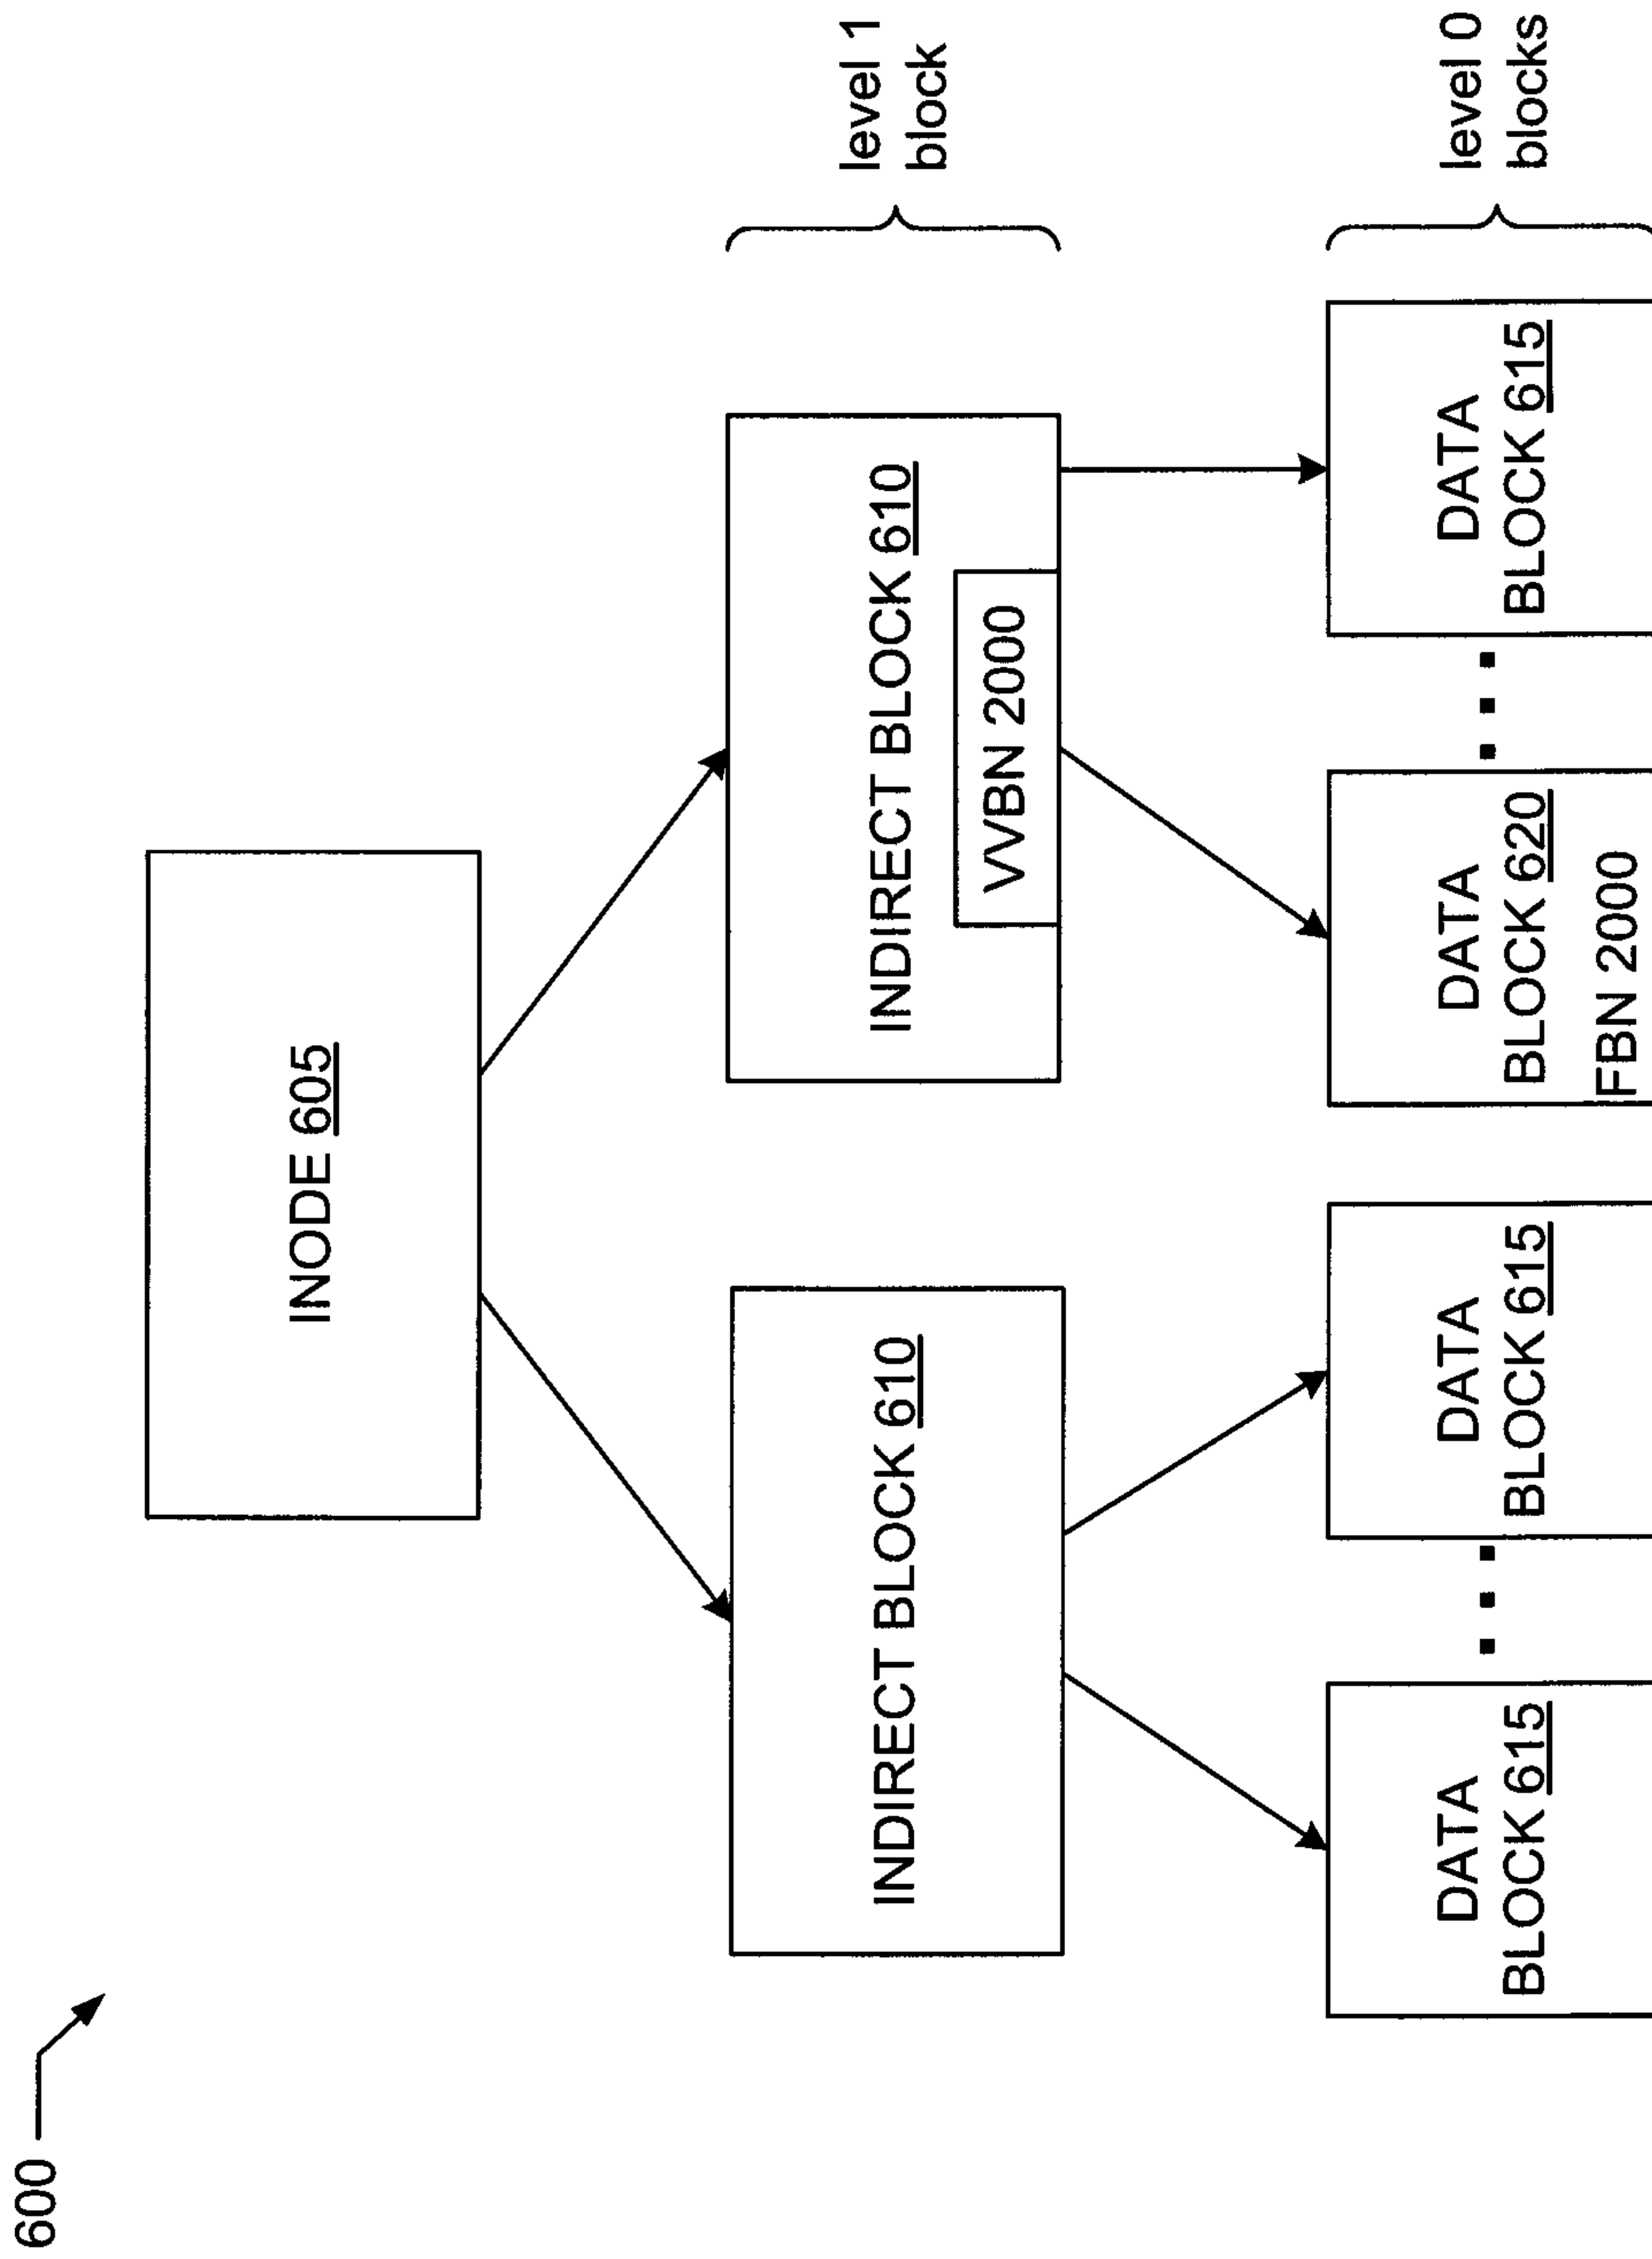 600
INODE 605
INDIRECT BLOCK 610
INDIRECT BLOCK 610
VVBN 2000
level 1
block
DATA
BLOCK 615
. . .
DATA
BLOCK 615
DATA
BLOCK 620
FBN 2000
. . .
DATA
BLOCK 615
level 0
blocks